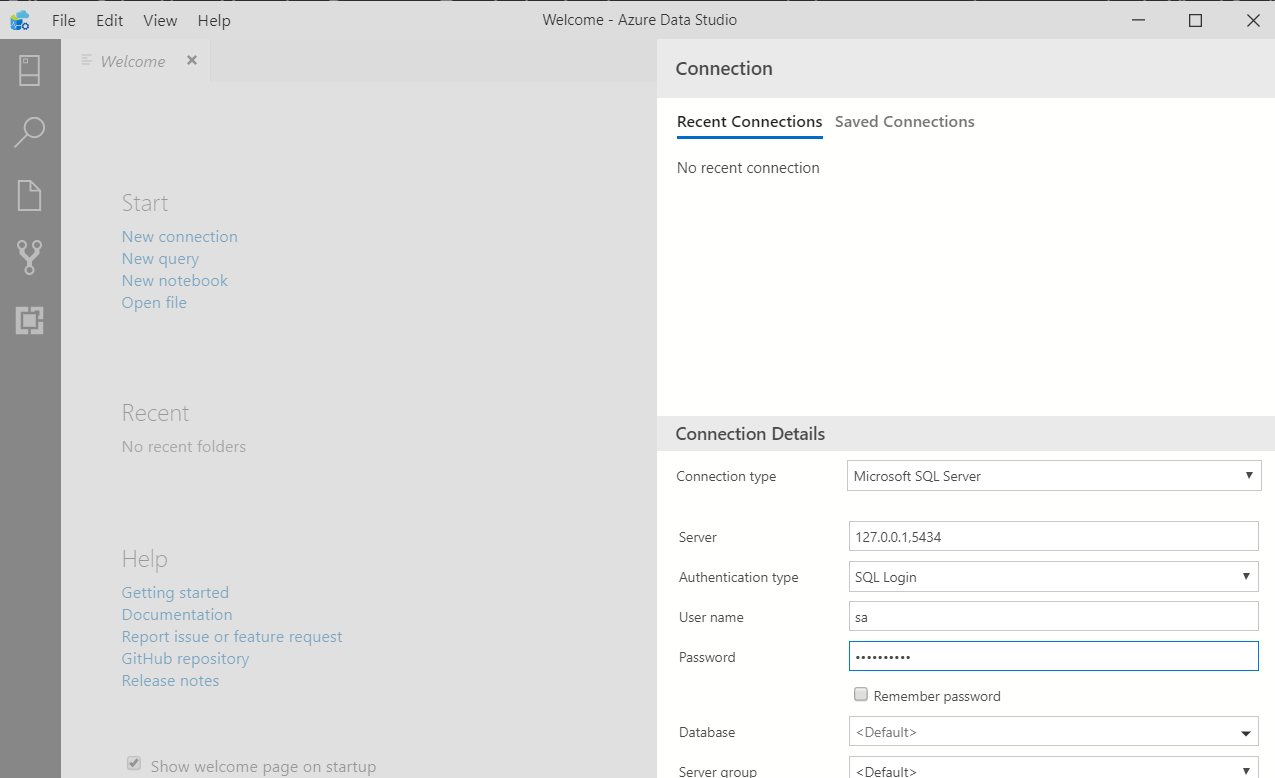 File Edit View Help
Welcome - Azure Data Studio
Welcome
Start
New connection
New query
New notebook
Open file
Recent
No recent folders
Help
Getting started
Documentation
Report issue or feature request
GitHub repository
Release notes
Show welcome page on startup
Connection
Recent Connections Saved Connections
No recent connection
Connection Details
Connection type Microsoft SQL Server
Server 127.0.0.1,5434
Authentication type SQL Login
User name sa
Password ••••••••••
Remember password
Database <Default>
Server group <Default>